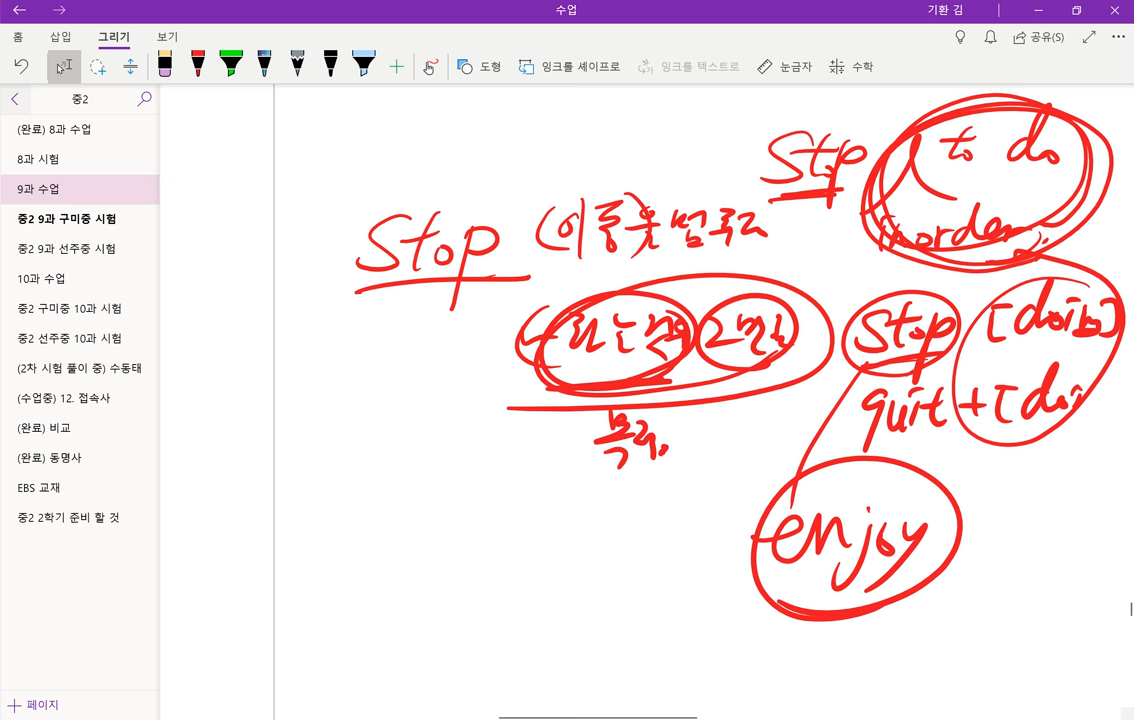 수업
기환 김
홈 삽입 그리기 보기
공유(S)
도형 잉크를 셰이프로 잉크를 텍스트로 눈금자 수학
중2
(완료) 8과 수업
8과 시험
9과 수업
중2 9과 구미중 시험
중2 9과 선주중 시험
10과 수업
중2 구미중 10과 시험
중2 선주중 10과 시험
(2차 시험 풀이 중) 수동태
(수업중) 12. 접속사
(완료) 비교
(완료) 동명사
EBS 교재
중2 2학기 준비 할 것
페이지
Stop to do
in order
Stop 멈추다
하는 것을
Stop
quit +
enjoy